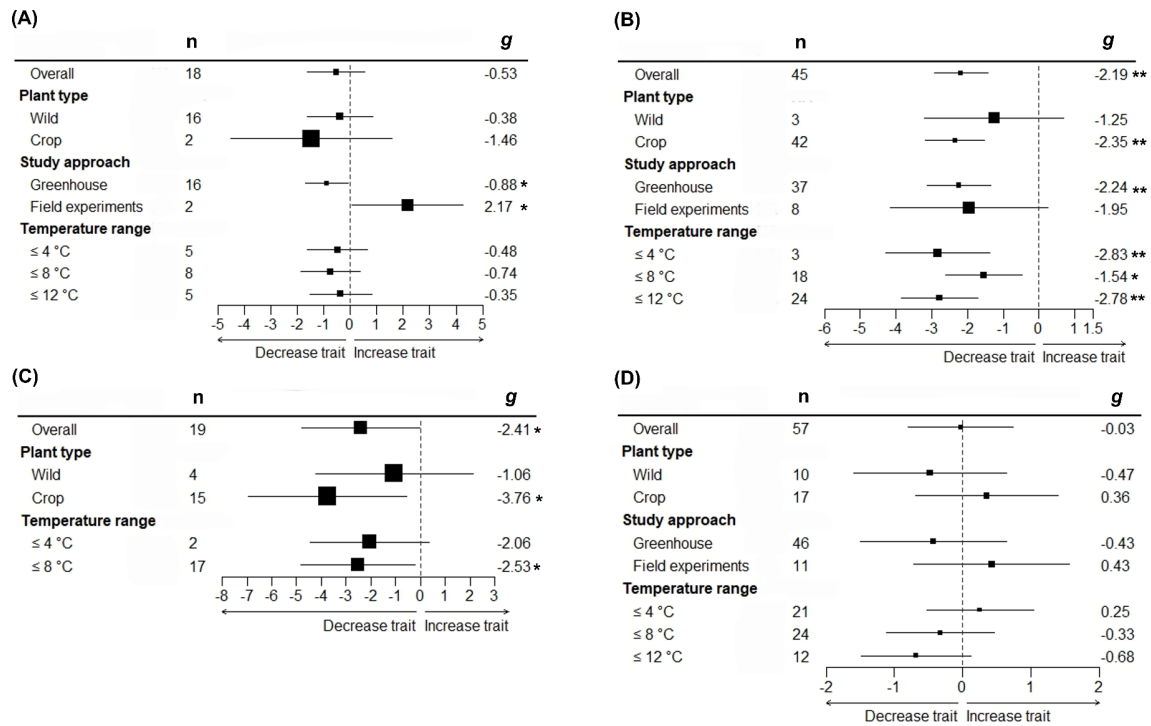 (A)
n g
Overall 18 -0.53
Plant type
Wild 16 -0.38
Crop 2 -1.46
Study approach
Greenhouse 16 -0.88 *
Field experiments 2 2.17 *
Temperature range
≤ 4 °C 5 -0.48
≤ 8 °C 8 -0.74
≤ 12 °C 5 -0.35
-5 -4 -3 -2 -1 0 1 2 3 4 5
Decrease trait Increase trait
(B)
n g
Overall 45 -2.19 **
Plant type
Wild 3 -1.25
Crop 42 -2.35 **
Study approach
Greenhouse 37 -2.24 **
Field experiments 8 -1.95
Temperature range
≤ 4 °C 3 -2.83 **
≤ 8 °C 18 -1.54 *
≤ 12 °C 24 -2.78 **
-6 -5 -4 -3 -2 -1 0 1 1.5
Decrease trait Increase trait
(C)
n g
Overall 19 -2.41 *
Plant type
Wild 4 -1.06
Crop 15 -3.76 *
Temperature range
≤ 4 °C 2 -2.06
≤ 8 °C 17 -2.53 *
-8 -7 -6 -5 -4 -3 -2 -1 0 1 2 3
Decrease trait Increase trait
(D)
n g
Overall 57 -0.03
Plant type
Wild 10 -0.47
Crop 17 0.36
Study approach
Greenhouse 46 -0.43
Field experiments 11 0.43
Temperature range
≤ 4 °C 21 0.25
≤ 8 °C 24 -0.33
≤ 12 °C 12 -0.68
-2 -1 0 1 2
Decrease trait Increase trait